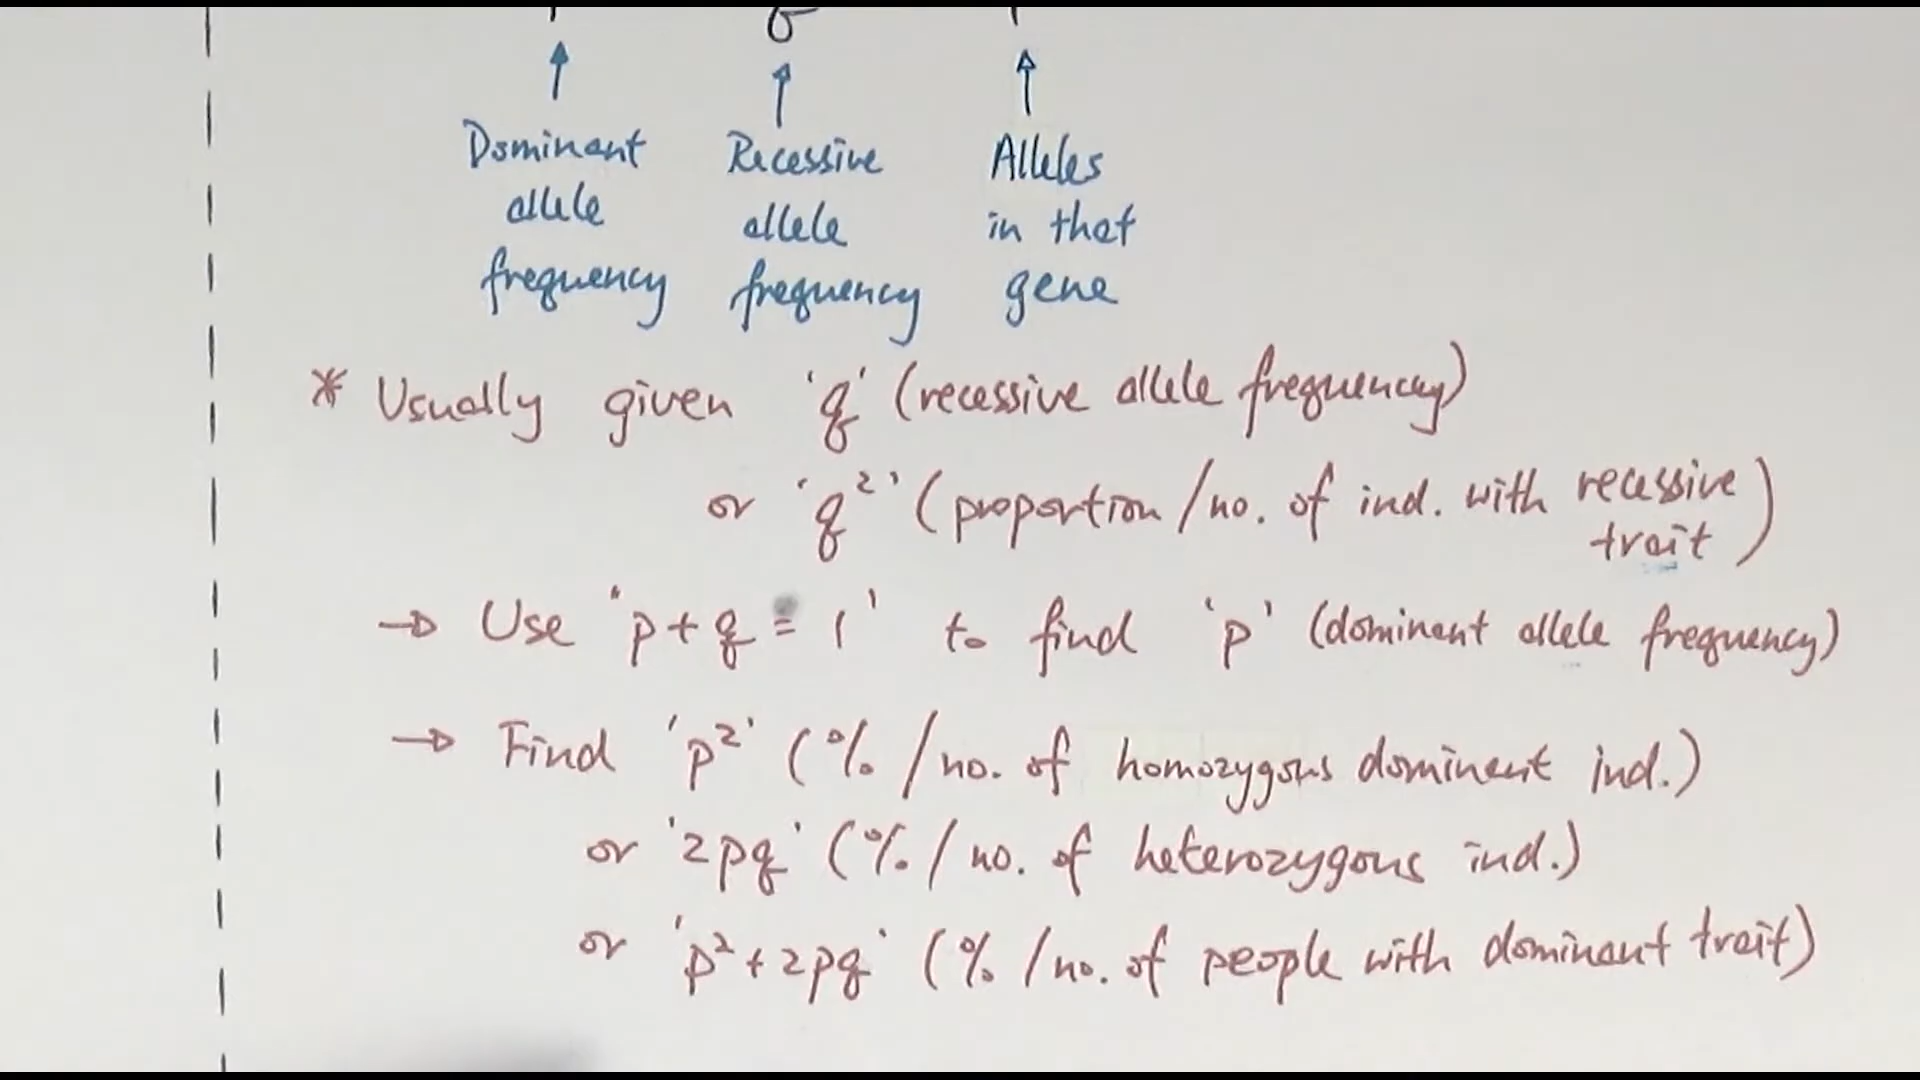 Dominant Recessive Alleles
allele allele in that
frequency frequency gene
* Usually given 'q' (recessive allele frequency)
or 'q²' (proportion/no. of ind. with recessive
trait)
→ Use 'p+q=1' to find 'p' (dominant allele frequency)
→ Find 'p²' (%/no. of homozygous dominant ind.)
or '2pq' (%/no. of heterozygous ind.)
or 'p²+2pq' (%/no. of people with dominant trait)